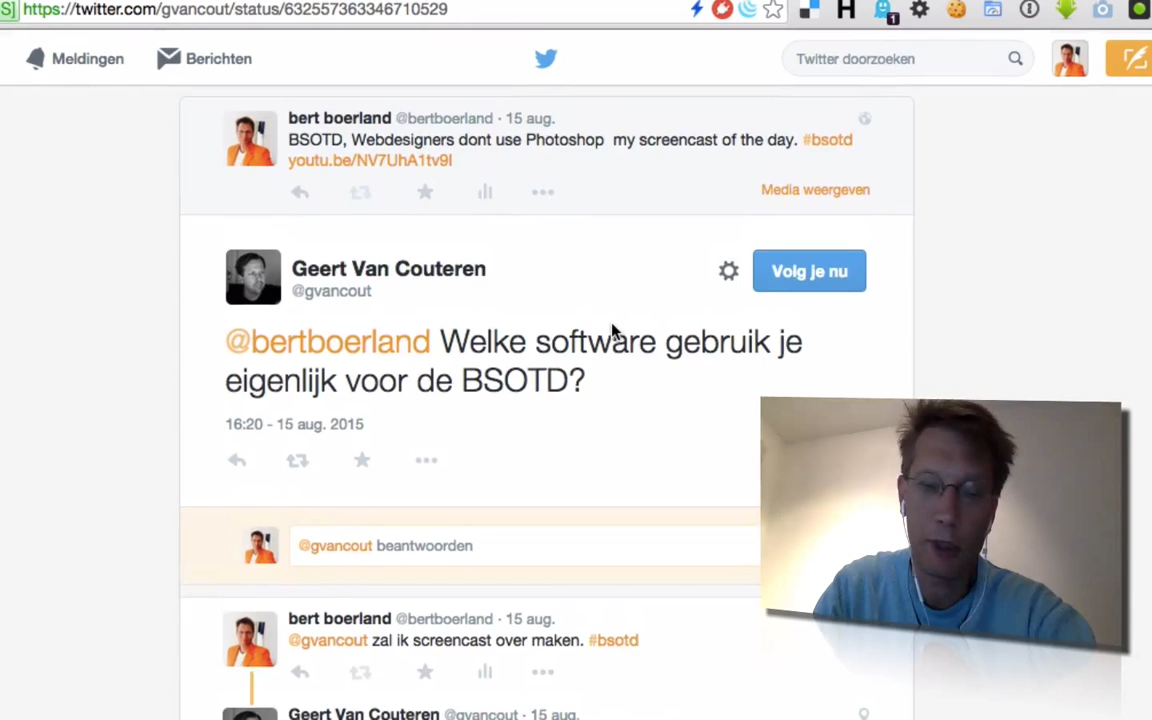 S] https://twitter.com/gvancout/status/632557363346710529
H
1
Meldingen
Berichten
Twitter doorzoeken
bert boerland @bertboerland · 15 aug.
BSOTD, Webdesigners dont use Photoshop my screencast of the day. #bsotd
youtu.be/NV7UhA1tv9I
Media weergeven
Geert Van Couteren
@gvancout
Volg je nu
@bertboerland Welke software gebruik je
eigenlijk voor de BSOTD?
16:20 - 15 aug. 2015
@gvancout beantwoorden
bert boerland @bertboerland · 15 aug.
@gvancout zal ik screencast over maken. #bsotd
Geert Van Couteren @gvancout · 15 aug.